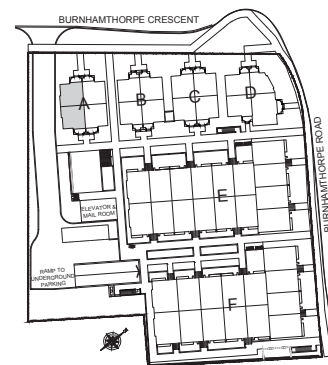 BURNHAMTHORPE CRESCENT
A
B
C
D
BURNHAMTHORPE ROAD
E
ELEVATOR &
MAIL ROOM
RAMP TO
UNDERGROUND
PARKING
F